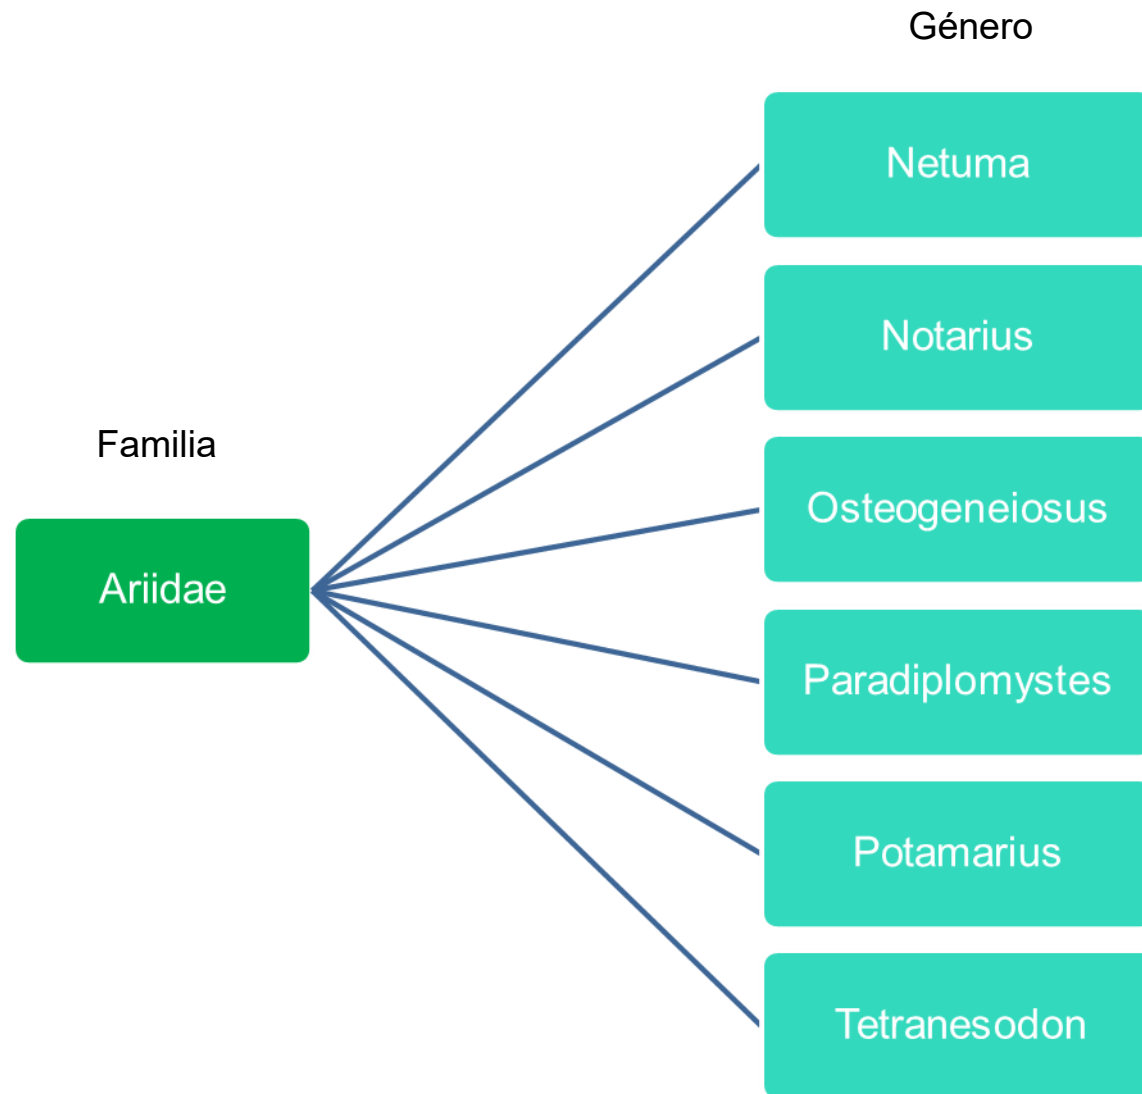 Género
Netuma
Notarius
Familia
Osteogeneiosus
Ariidae
Paradiplomystes
Potamarius
Tetranesodon